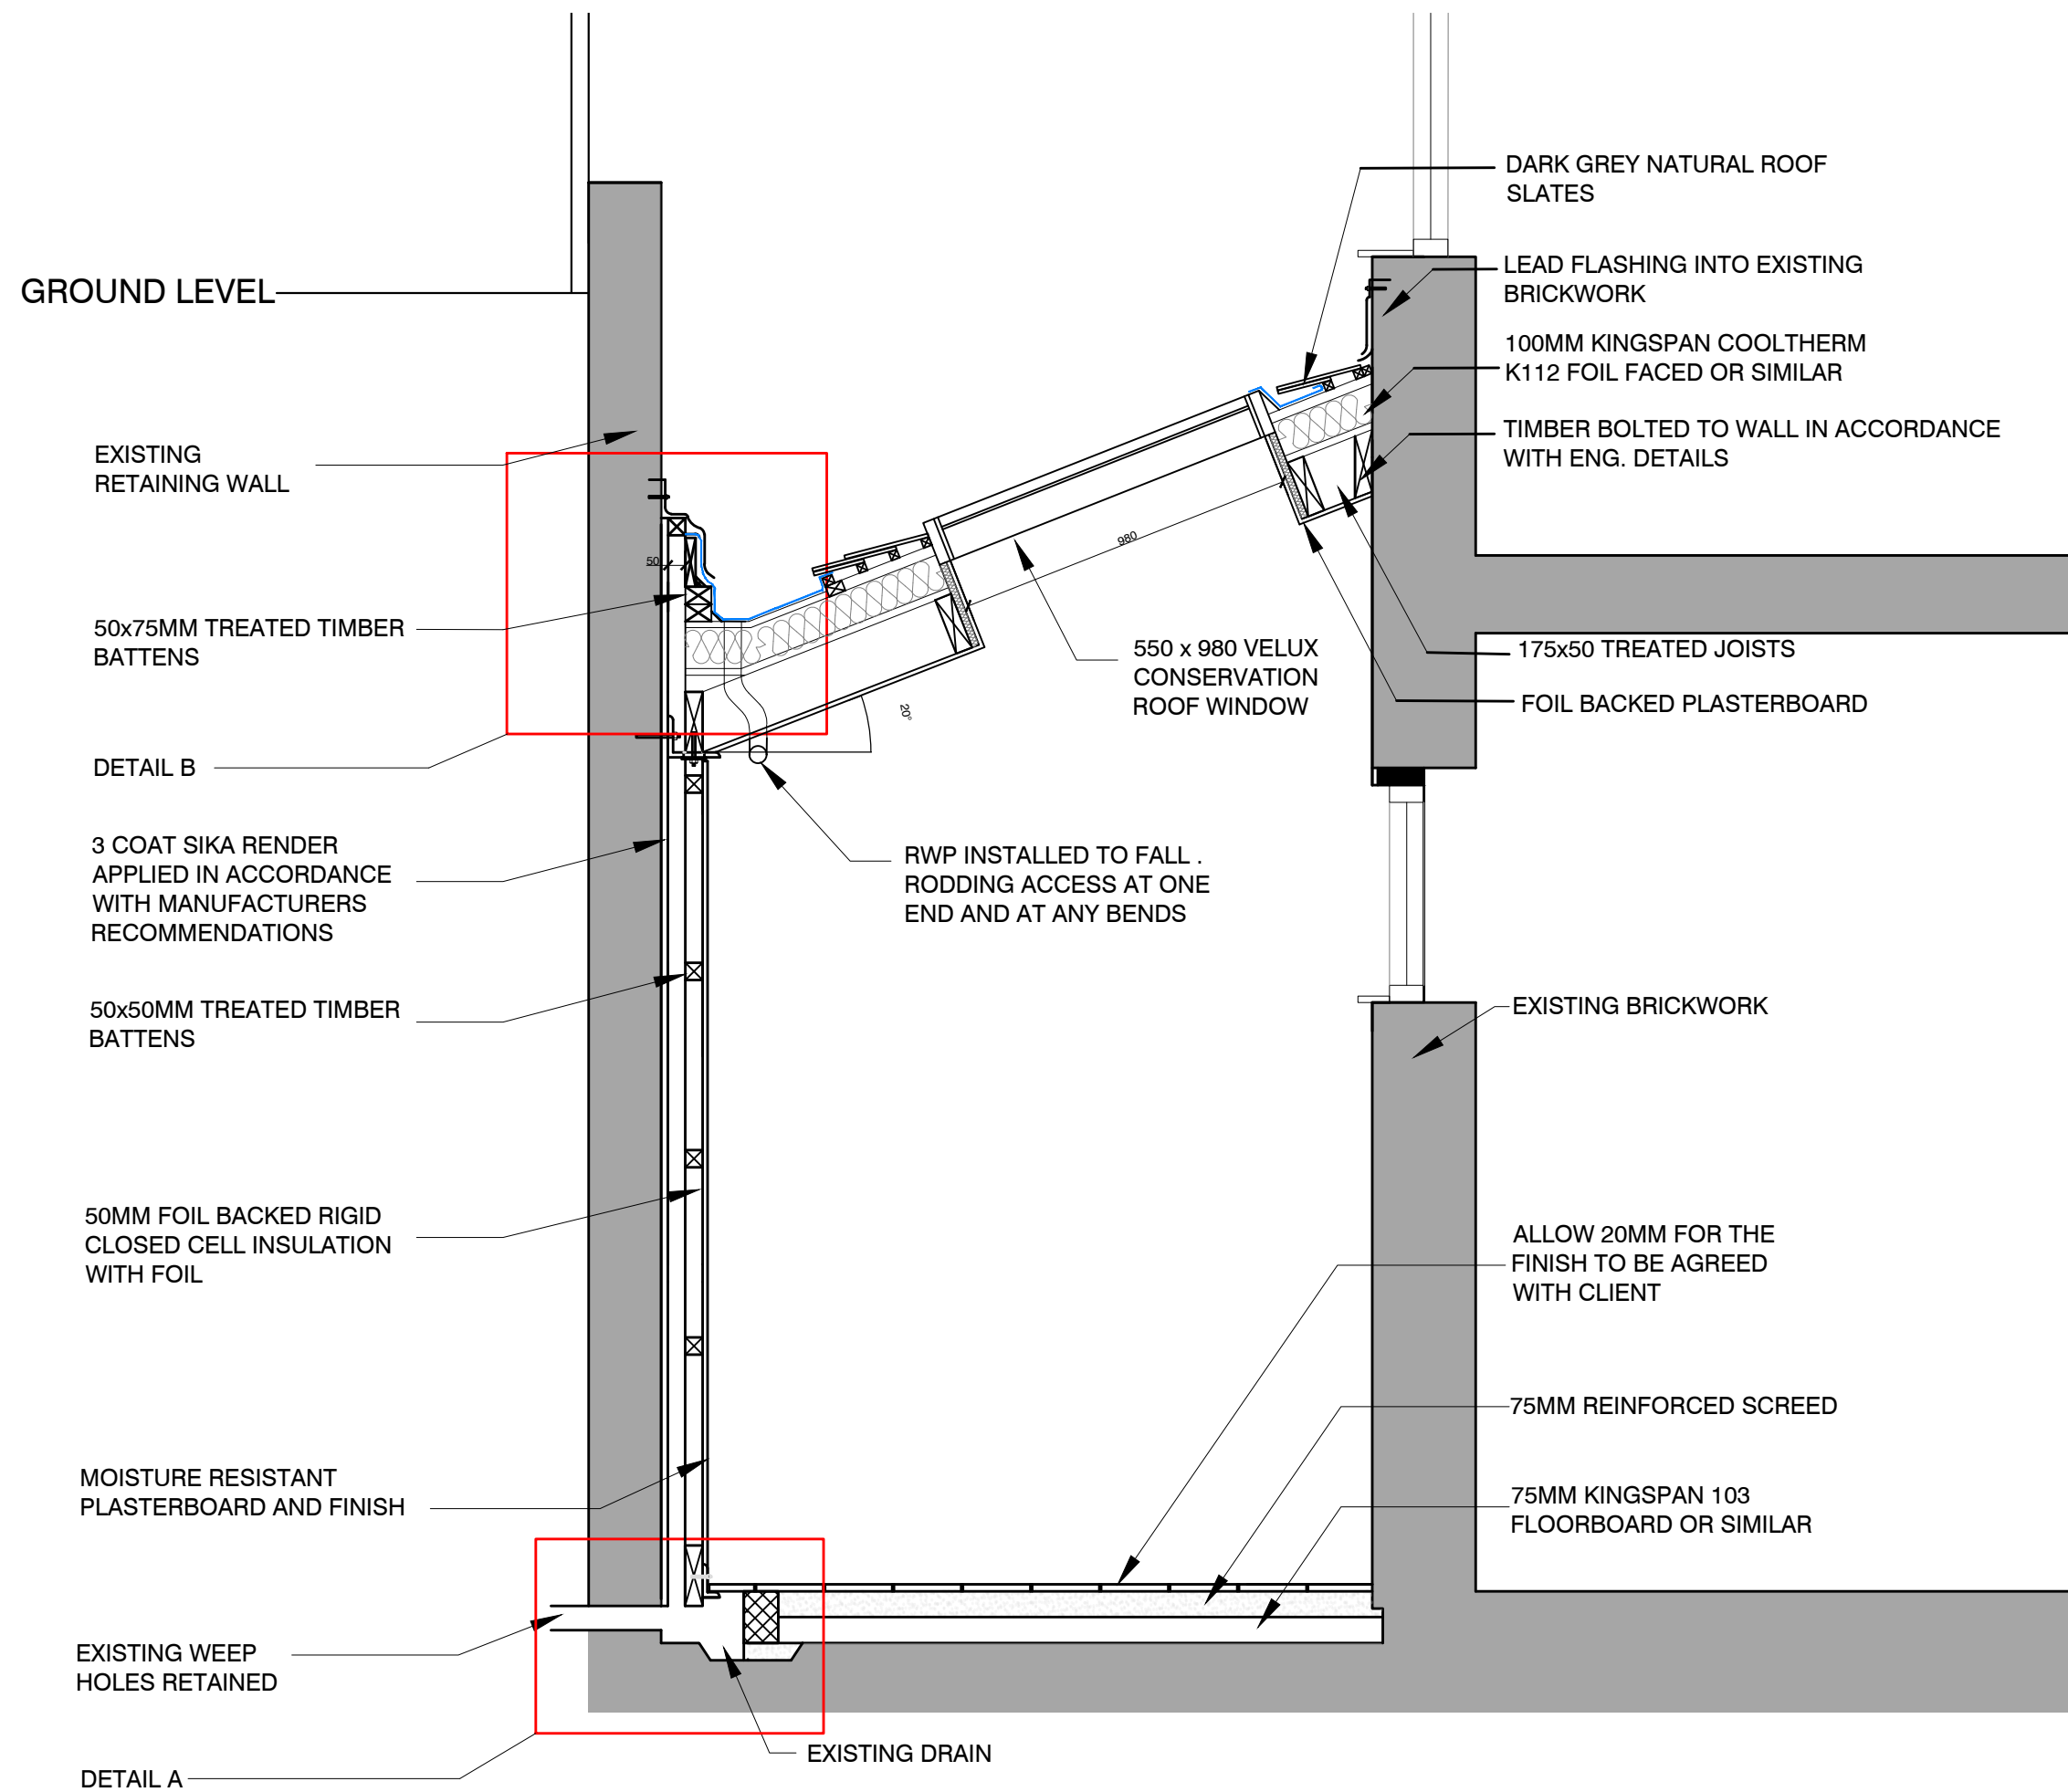 GROUND LEVEL
EXISTING
RETAINING WALL
50x75MM TREATED TIMBER
BATTENS
DETAIL B
3 COAT SIKA RENDER
APPLIED IN ACCORDANCE
WITH MANUFACTURERS
RECOMMENDATIONS
50x50MM TREATED TIMBER
BATTENS
50MM FOIL BACKED RIGID
CLOSED CELL INSULATION
WITH FOIL
MOISTURE RESISTANT
PLASTERBOARD AND FINISH
EXISTING WEEP
HOLES RETAINED
DETAIL A
50
980
20°
550 x 980 VELUX
CONSERVATION
ROOF WINDOW
RWP INSTALLED TO FALL .
RODDING ACCESS AT ONE
END AND AT ANY BENDS
EXISTING DRAIN
DARK GREY NATURAL ROOF
SLATES
LEAD FLASHING INTO EXISTING
BRICKWORK
100MM KINGSPAN COOLTHERM
K112 FOIL FACED OR SIMILAR
TIMBER BOLTED TO WALL IN ACCORDANCE
WITH ENG. DETAILS
175x50 TREATED JOISTS
FOIL BACKED PLASTERBOARD
EXISTING BRICKWORK
ALLOW 20MM FOR THE
FINISH TO BE AGREED
WITH CLIENT
75MM REINFORCED SCREED
75MM KINGSPAN 103
FLOORBOARD OR SIMILAR